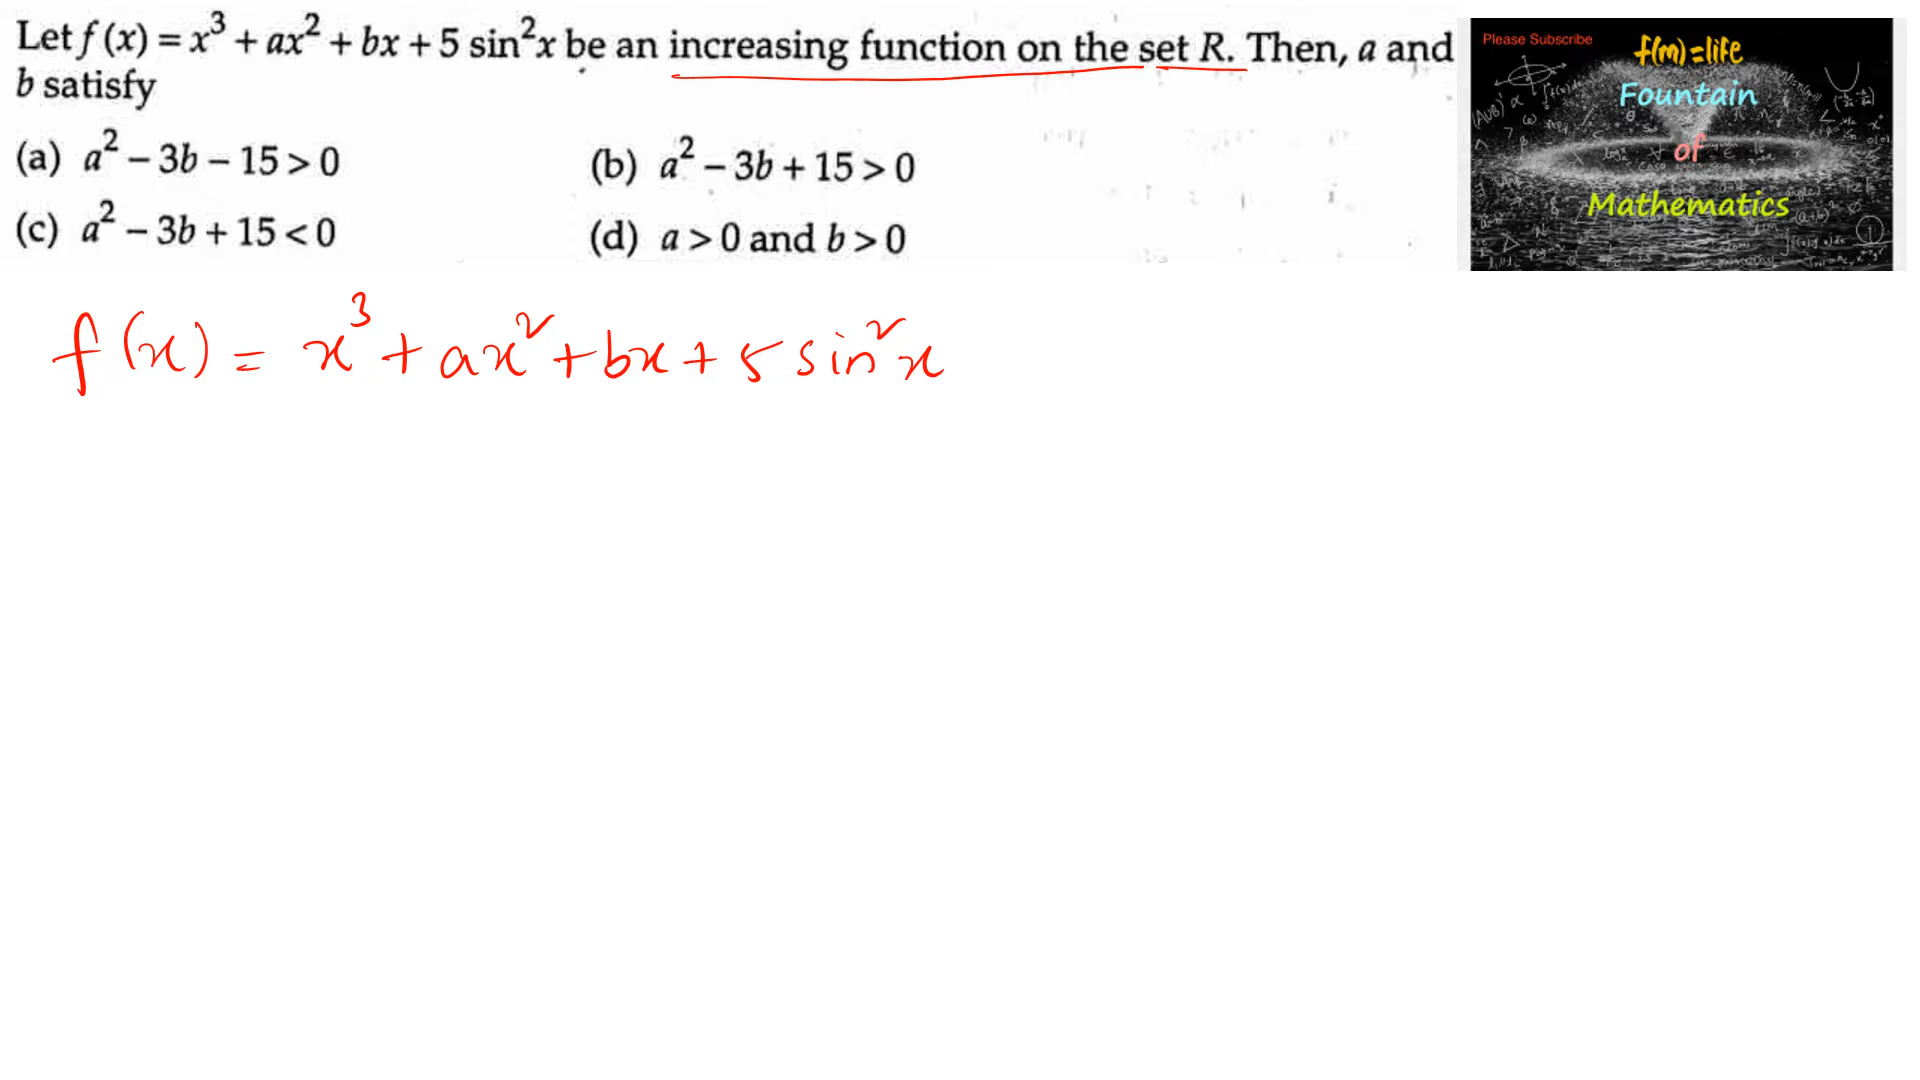 Let f(x) = x³ + ax² + bx + 5 sin²x be an increasing function on the set R. Then, a and
b satisfy
(a) a² – 3b – 15 > 0
(b) a² – 3b + 15 > 0
(c) a² – 3b + 15 < 0
(d) a > 0 and b > 0
Please Subscribe
f(m)=life
Fountain
of
Mathematics
f(x) = x³ + ax² + bx + 5 sin²x